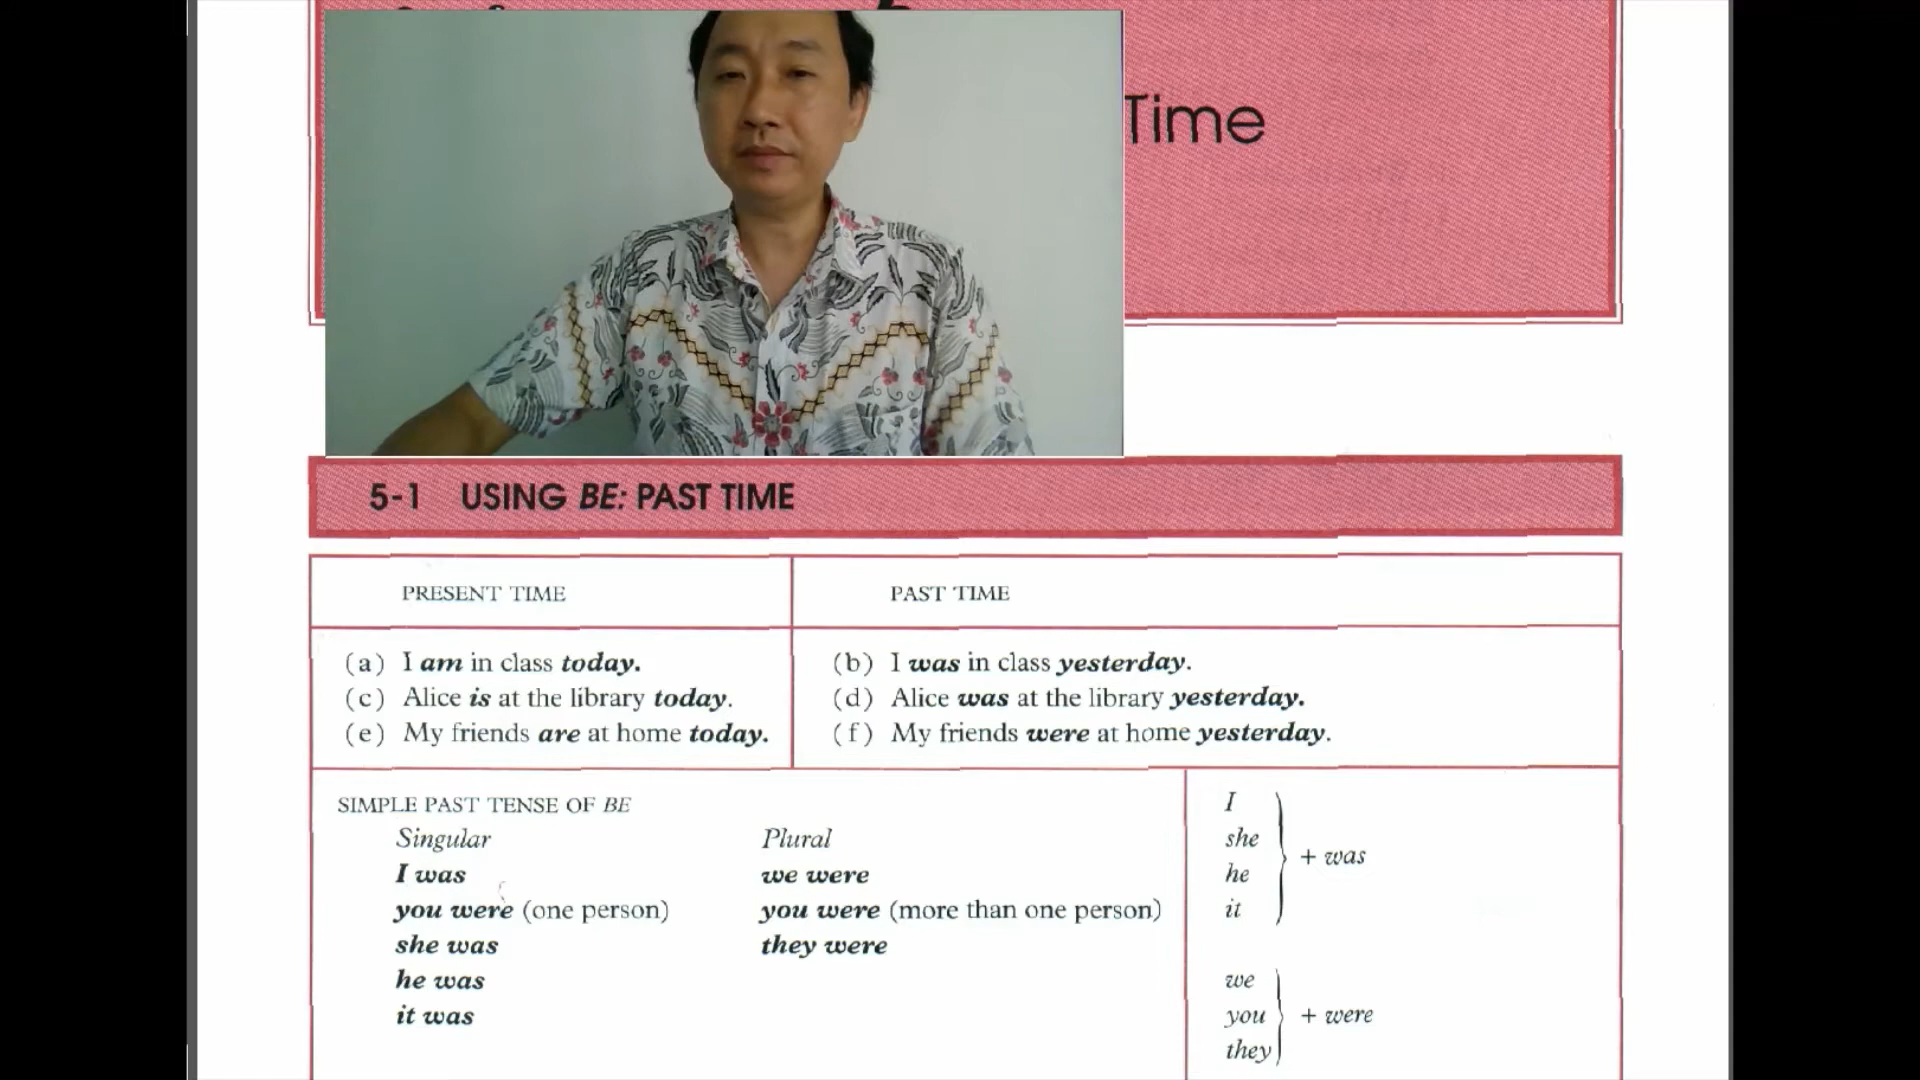 Time
5-1 USING BE: PAST TIME
PRESENT TIME PAST TIME
(a) I am in class today. (b) I was in class yesterday.
(c) Alice is at the library today. (d) Alice was at the library yesterday.
(e) My friends are at home today. (f) My friends were at home yesterday.
SIMPLE PAST TENSE OF BE
Singular Plural
I was we were
you were (one person) you were (more than one person)
she was they were
he was
it was
I
she
he
it
+ was
we
you
they
+ were